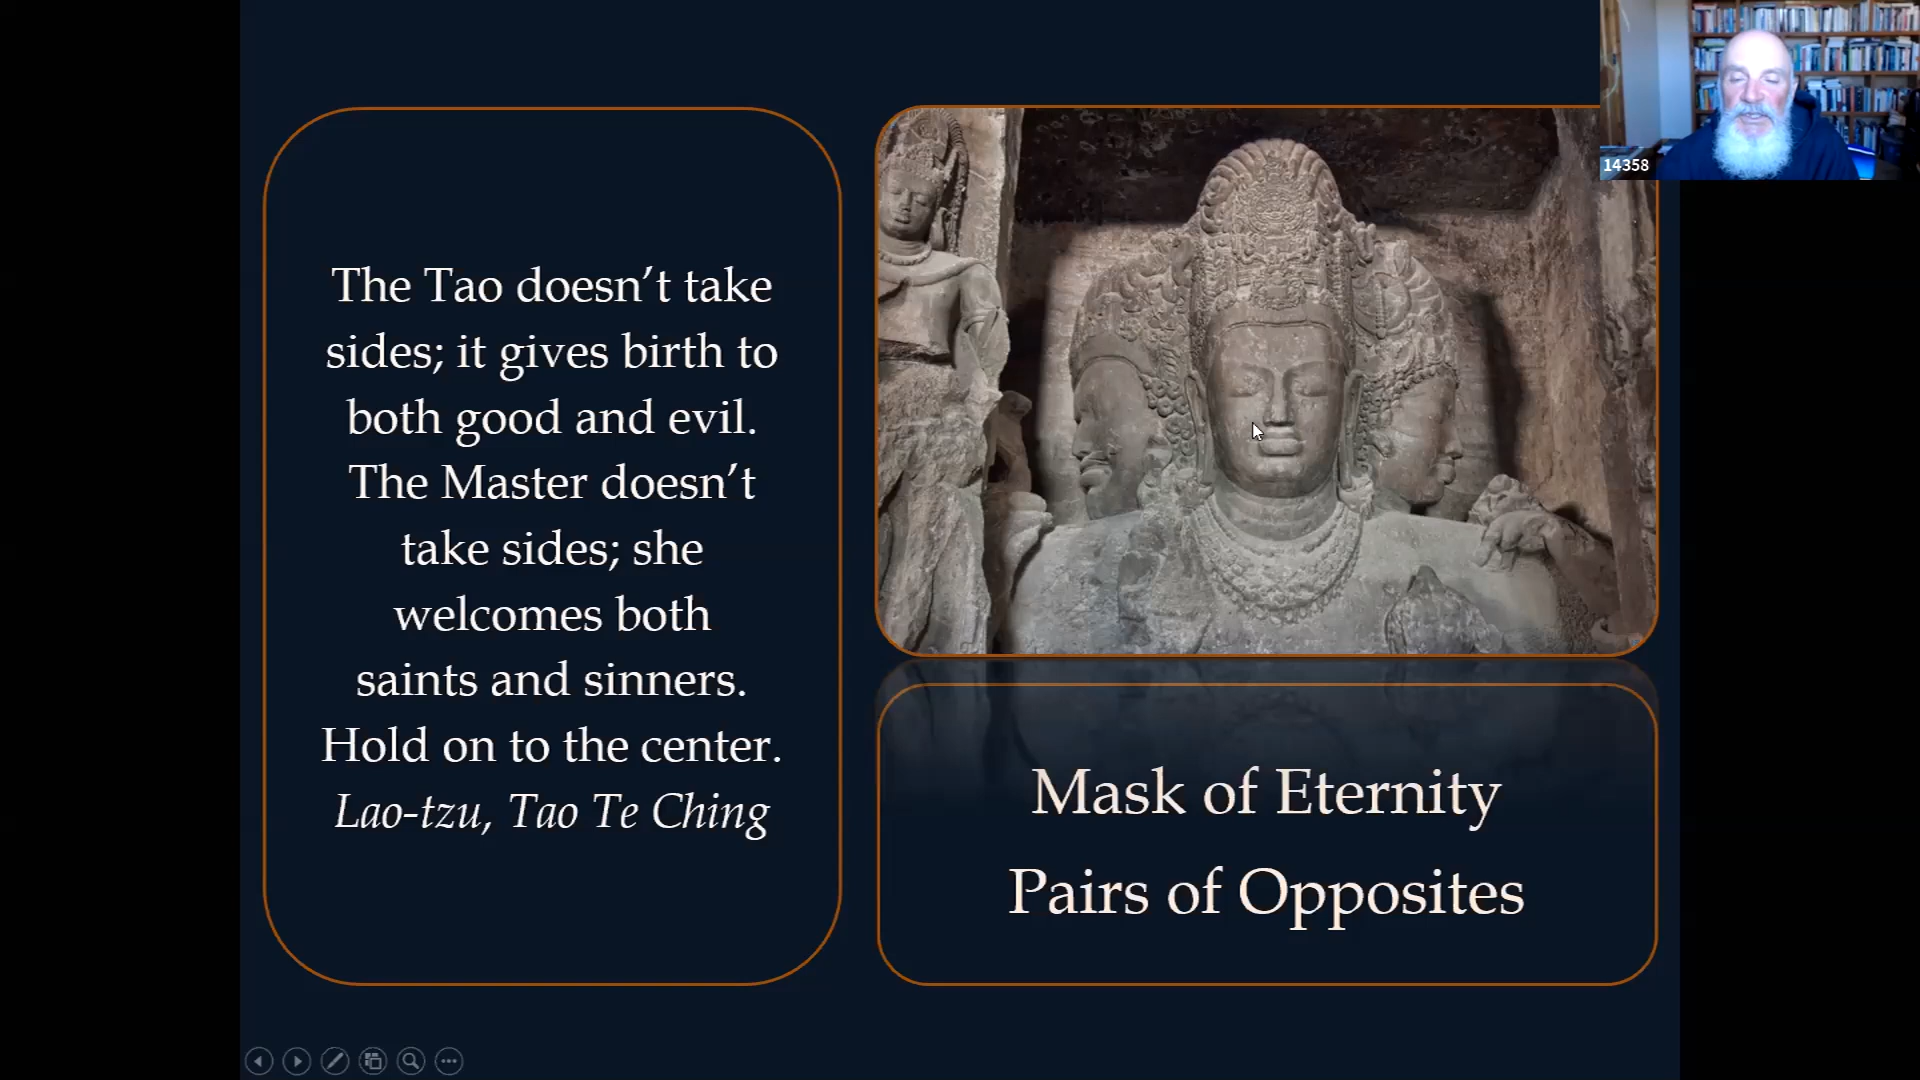 14358
The Tao doesn’t take
sides; it gives birth to
both good and evil.
The Master doesn’t
take sides; she
welcomes both
saints and sinners.
Hold on to the center.
Lao-tzu, Tao Te Ching
Mask of Eternity
Pairs of Opposites